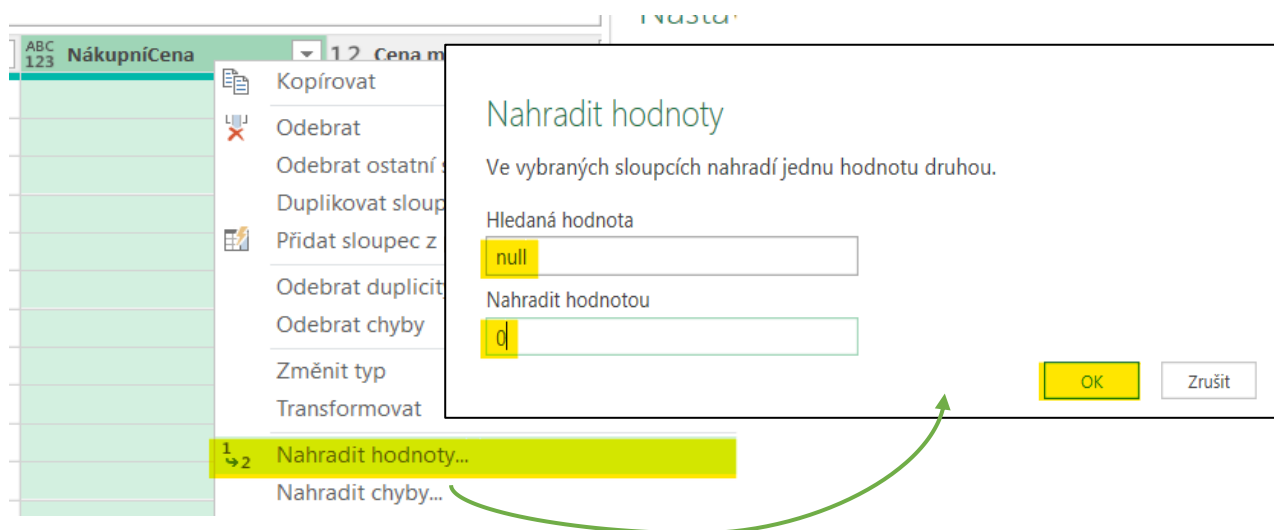 ABC
123 NákupníCena
1.2 Cena m
Kopírovat
Odebrat
Odebrat ostatní
Duplikovat sloup
Přidat sloupec z
Odebrat duplicit
Odebrat chyby
Změnit typ
Transformovat
1
2 Nahradit hodnoty...
Nahradit chyby...
Nahradit hodnoty
Ve vybraných sloupcích nahradí jednu hodnotu druhou.
Hledaná hodnota
null
Nahradit hodnotou
0
OK Zrušit